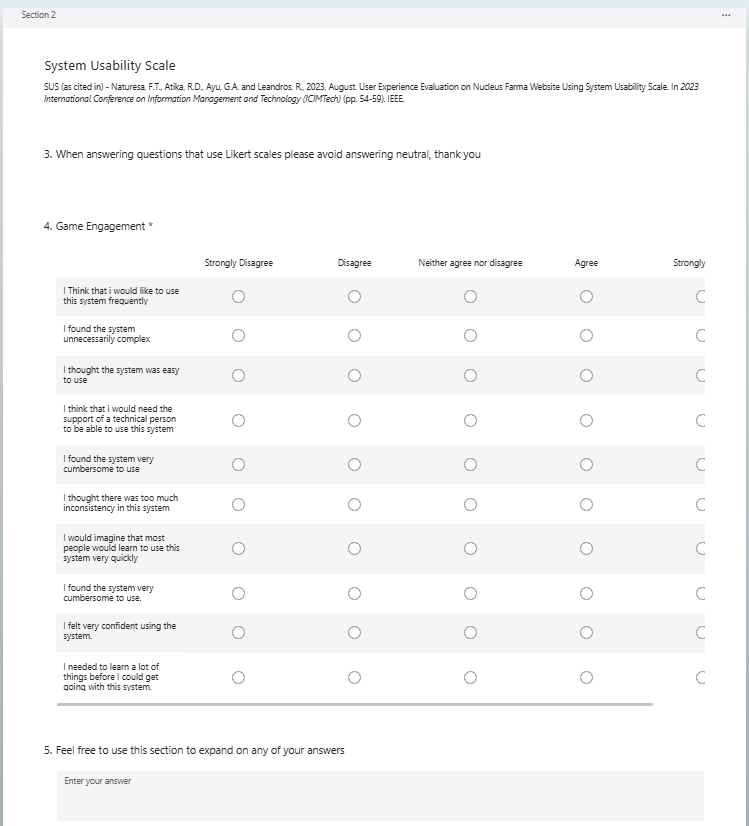 Section 2
...
System Usability Scale
SUS (as cited in) - Naturesa, F.T., Atika, R.D., Ayu, G.A. and Leandros, R., 2023, August. User Experience Evaluation on Nucleus Farma Website Using System Usability Scale. In 2023
International Conference on Information Management and Technology (ICIMTech) (pp. 54-59). IEEE.
3. When answering questions that use Likert scales please avoid answering neutral, thank you
4. Game Engagement *
Strongly Disagree Disagree Neither agree nor disagree Agree Strongly
I Think that i would like to use
this system frequently
I found the system
unnecessarily complex
I thought the system was easy
to use
I think that i would need the
support of a technical person
to be able to use this system
I found the system very
cumbersome to use
I thought there was too much
inconsistency in this system
I would imagine that most
people would learn to use this
system very quickly
I found the system very
cumbersome to use.
I felt very confident using the
system.
I needed to learn a lot of
things before I could get
going with this system.
5. Feel free to use this section to expand on any of your answers
Enter your answer